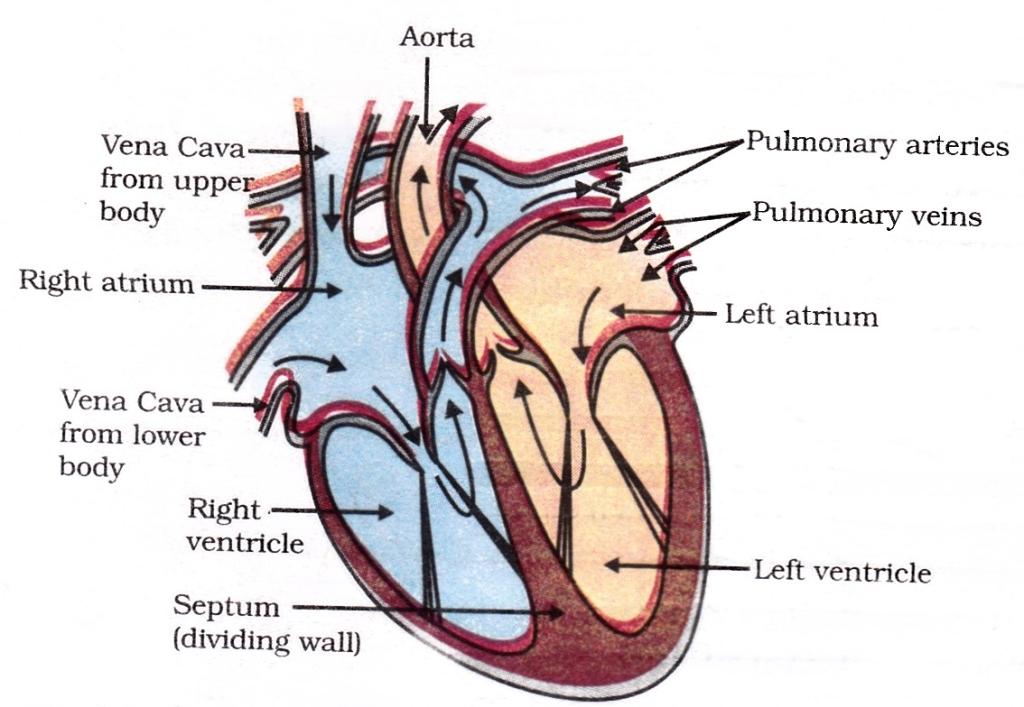 Aorta
Vena Cava
from upper
body
Pulmonary arteries
Pulmonary veins
Right atrium
Left atrium
Vena Cava
from lower
body
Right
ventricle
Left ventricle
Septum
(dividing wall)